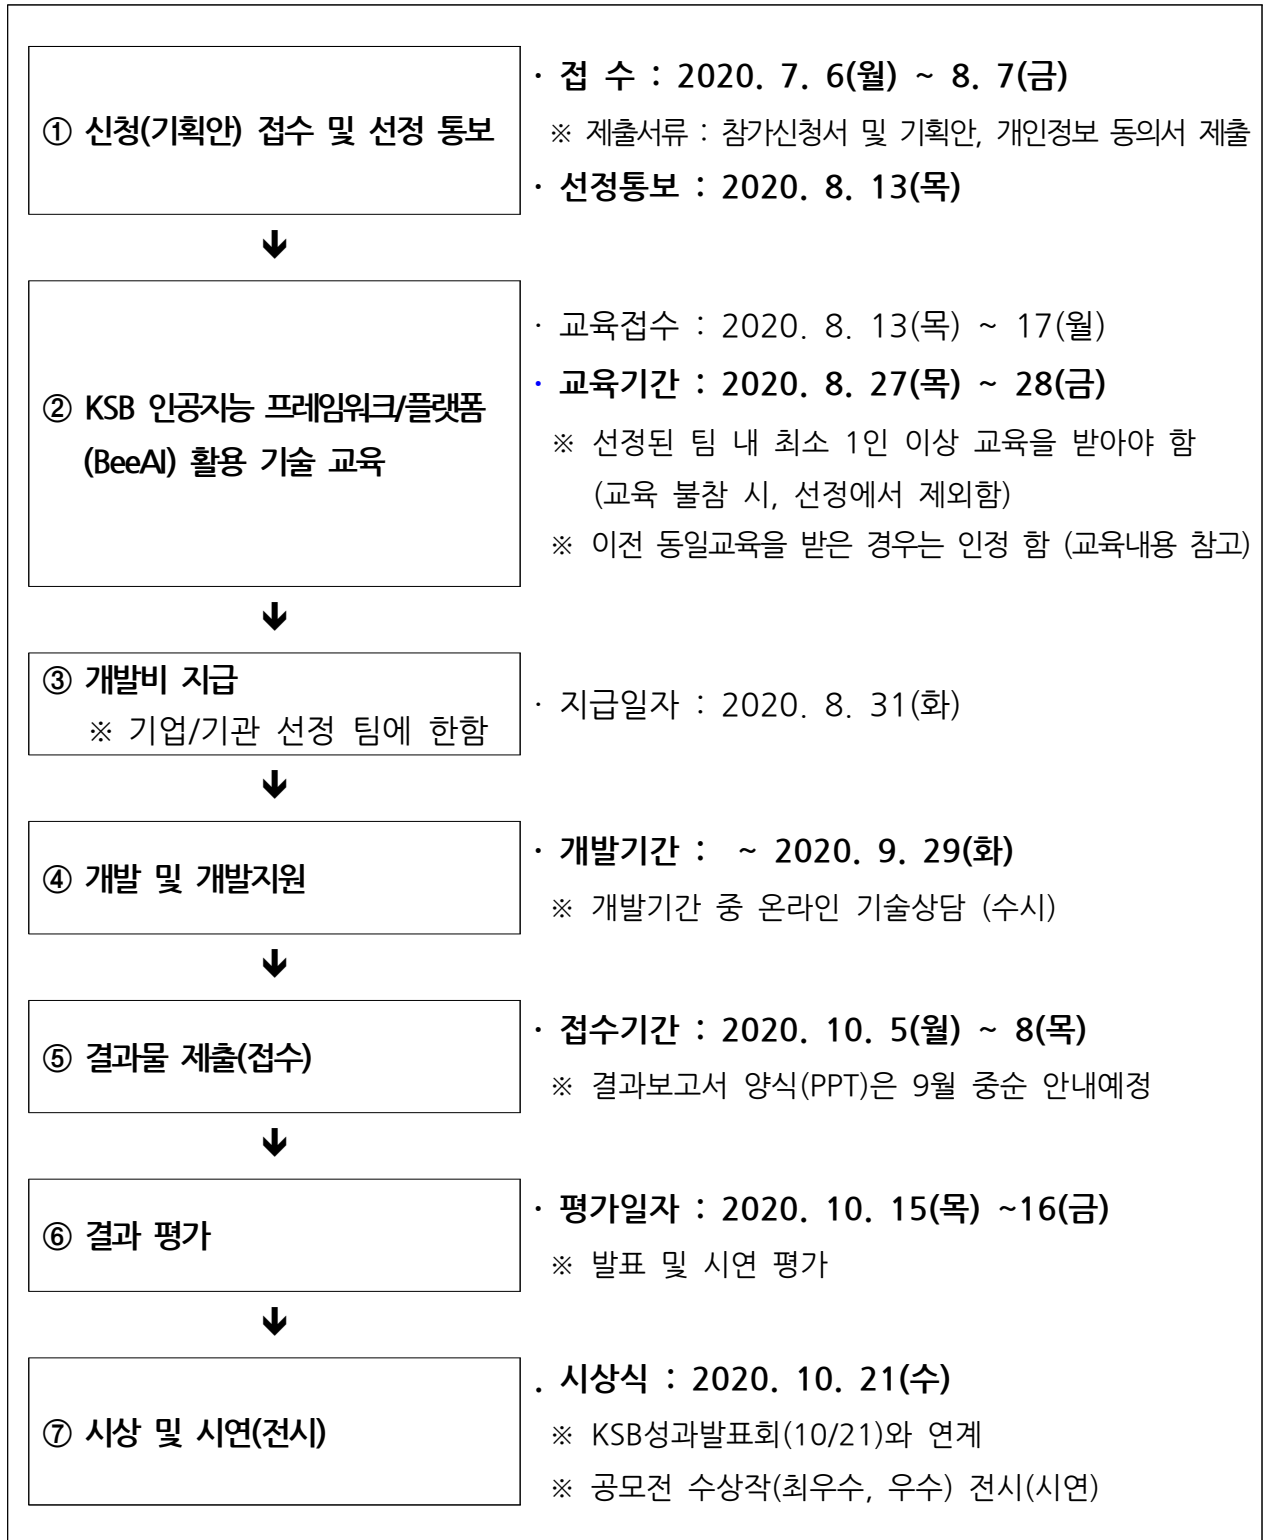 ① 신청(기획안) 접수 및 선정 통보
· 접 수 : 2020. 7. 6(월) ~ 8. 7(금)
※ 제출서류 : 참가신청서 및 기획안, 개인정보 동의서 제출
· 선정통보 : 2020. 8. 13(목)
🡻
② KSB 인공지능 프레임워크/플랫폼
(BeeAI) 활용 기술 교육
· 교육접수 : 2020. 8. 13(목) ~ 17(월)
· 교육기간 : 2020. 8. 27(목) ~ 28(금)
※ 선정된 팀 내 최소 1인 이상 교육을 받아야 함
(교육 불참 시, 선정에서 제외함)
※ 이전 동일교육을 받은 경우는 인정 함 (교육내용 참고)
🡻
③ 개발비 지급
※ 기업/기관 선정 팀에 한함
· 지급일자 : 2020. 8. 31(화)
🡻
④ 개발 및 개발지원
· 개발기간 : ~ 2020. 9. 29(화)
※ 개발기간 중 온라인 기술상담 (수시)
🡻
⑤ 결과물 제출(접수)
· 접수기간 : 2020. 10. 5(월) ~ 8(목)
※ 결과보고서 양식(PPT)은 9월 중순 안내예정
🡻
⑥ 결과 평가
· 평가일자 : 2020. 10. 15(목) ~16(금)
※ 발표 및 시연 평가
🡻
⑦ 시상 및 시연(전시)
. 시상식 : 2020. 10. 21(수)
※ KSB성과발표회(10/21)와 연계
※ 공모전 수상작(최우수, 우수) 전시(시연)